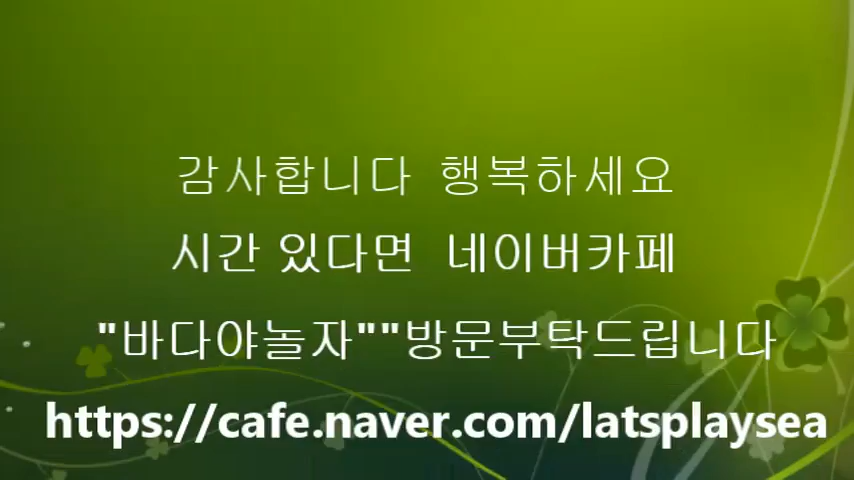 감사합니다 행복하세요
시간 있다면 네이버카페
"바다야놀자""방문부탁드립니다
https://cafe.naver.com/latsplaysea